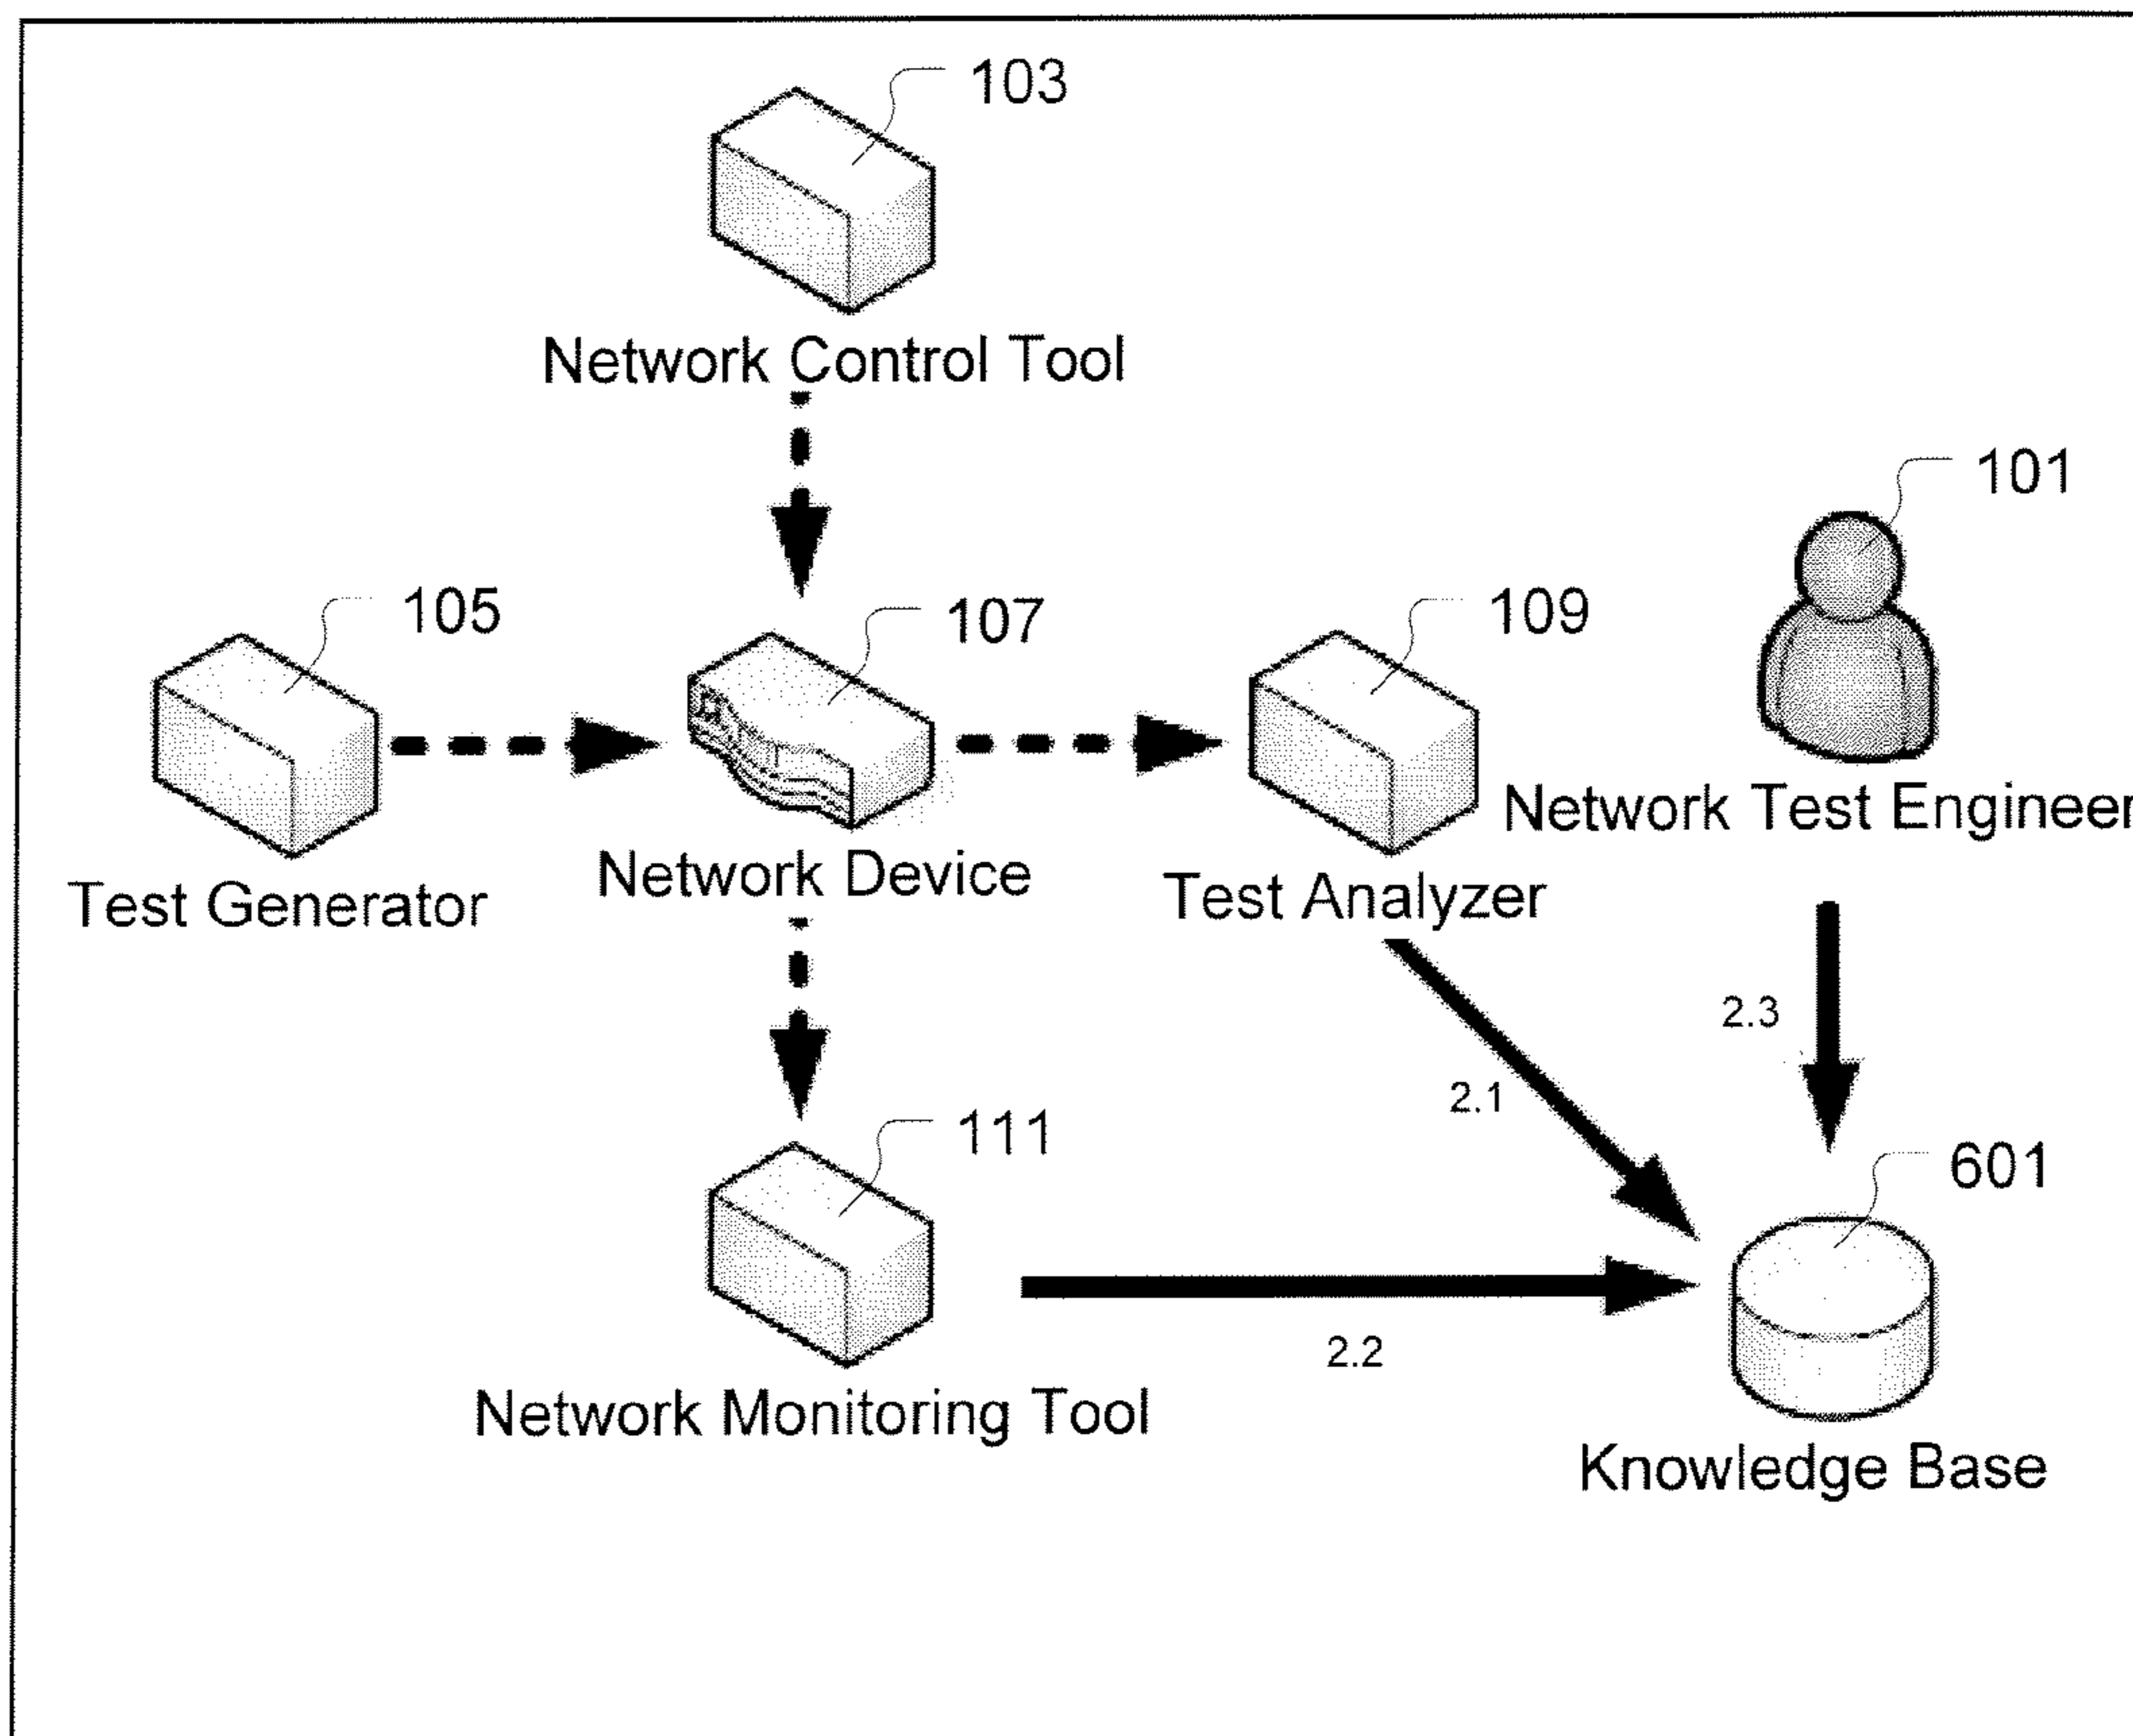 103
Network Control Tool
101
105
107
109
Network Test Engineer
Network Device
Test Generator
Test Analyzer
2.3
2.1
111
601
2.2
Network Monitoring Tool
Knowledge Base